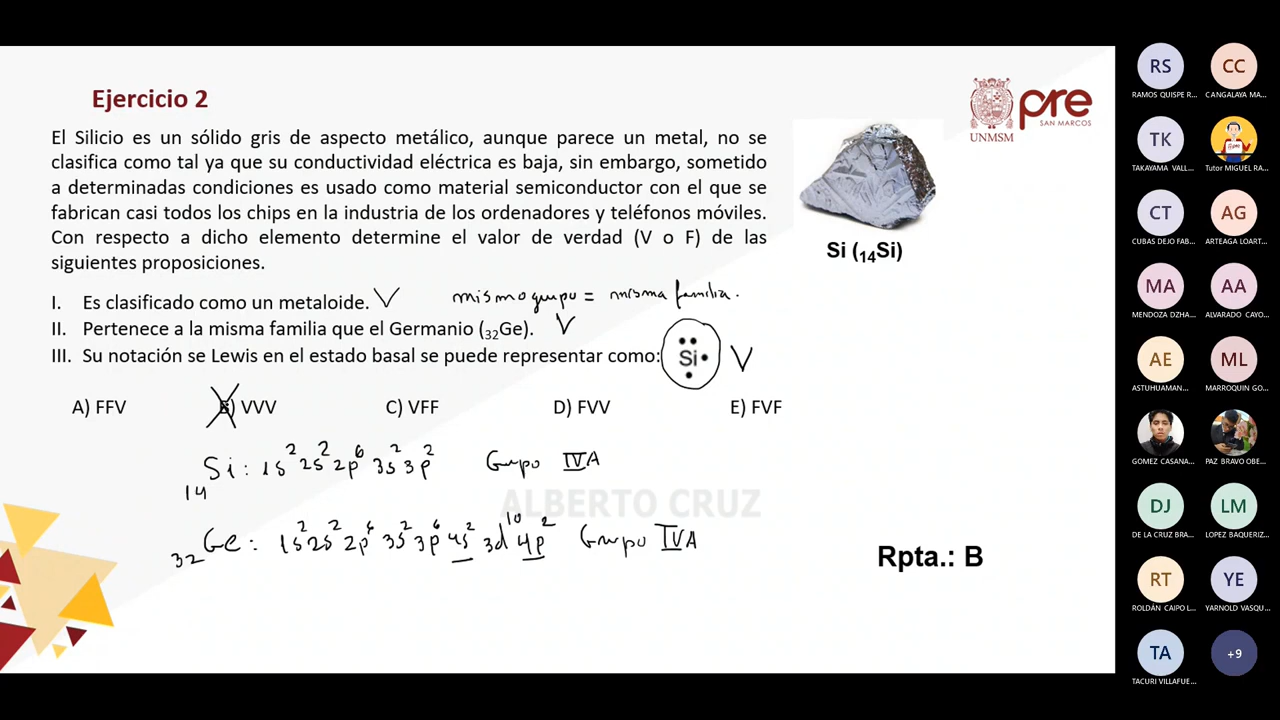 Ejercicio 2
UNMSM
pre
SAN MARCOS
El Silicio es un sólido gris de aspecto metálico, aunque parece un metal, no se
clasifica como tal ya que su conductividad eléctrica es baja, sin embargo, sometido
a determinadas condiciones es usado como material semiconductor con el que se
fabrican casi todos los chips en la industria de los ordenadores y teléfonos móviles.
Con respecto a dicho elemento determine el valor de verdad (V o F) de las
siguientes proposiciones.
Si (₁₄Si)
I. Es clasificado como un metaloide. V mismo grupo = misma familia.
II. Pertenece a la misma familia que el Germanio (₃₂Ge). V
III. Su notación se Lewis en el estado basal se puede representar como: Si V
A) FFV B) VVV C) VFF D) FVV E) FVF
₁₄Si: 1s² 2s² 2p⁶ 3s² 3p² Grupo IVA
ALBERTO CRUZ
₃₂Ge: 1s² 2s² 2p⁶ 3s² 3p⁶ 4s² 3d¹⁰ 4p² Grupo IVA
Rpta.: B
RS CC
RAMOS QUISPE R... CANGALAYA MA...
TK
TAKAYAMA VALL... Tutor MIGUEL RA...
CT AG
CUBAS DEJO FAB... ARTEAGA LOART...
MA AA
MENDOZA DZHA... ALVARADO CAYO...
AE ML
ASTUHUAMAN... MARROQUIN GO...
GOMEZ CASANA... PAZ BRAVO OBE...
DJ LM
DE LA CRUZ BRA... LOPEZ BAQUERIZ...
RT YE
ROLDÁN CAIPO L... YARNOLD VASQU...
TA +9
TACURI VILLAFUE...